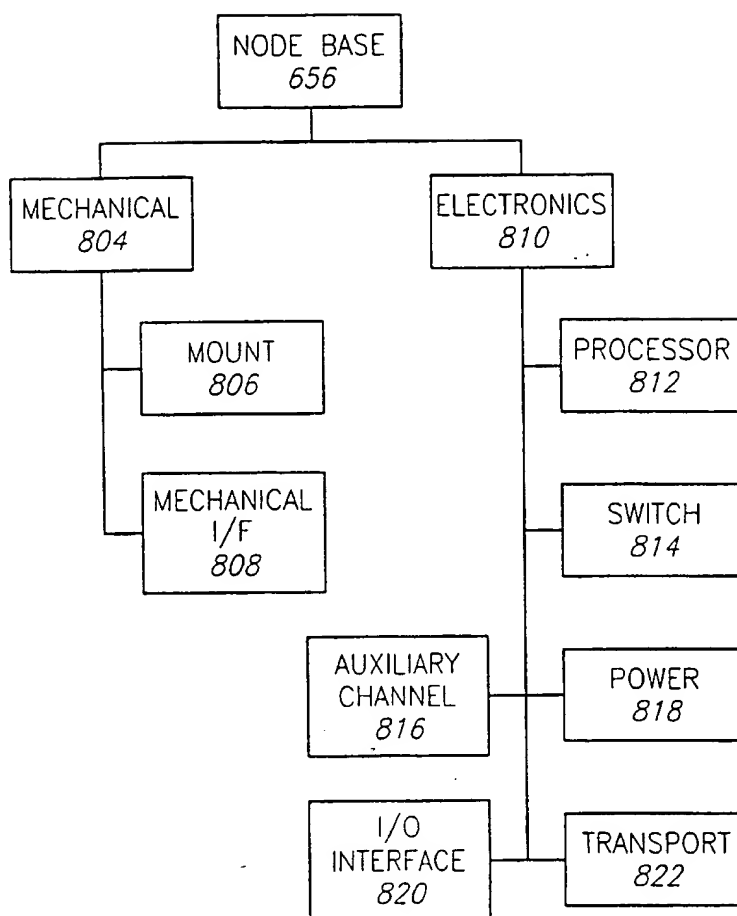 NODE BASE
656
MECHANICAL
804
ELECTRONICS
810
MOUNT
806
PROCESSOR
812
MECHANICAL
I/F
808
SWITCH
814
AUXILIARY
CHANNEL
816
POWER
818
I/O
INTERFACE
820
TRANSPORT
822